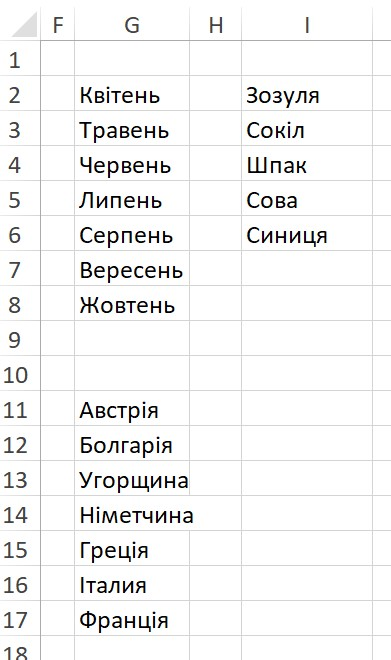 F G H I
1
2 Квітень Зозуля
3 Травень Сокіл
4 Червень Шпак
5 Липень Сова
6 Серпень Синиця
7 Вересень
8 Жовтень
9
10
11 Австрія
12 Болгарія
13 Угорщина
14 Німетчина
15 Греція
16 Італия
17 Франція
18